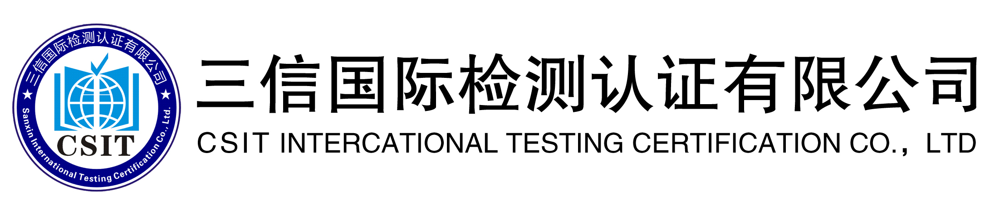 三信国际检测认证有限公司
CSIT
Sanxin International Testing Certification Co., Ltd.
三信国际检测认证有限公司
CSIT INTERCATIONAL TESTING CERTIFICATION CO., LTD